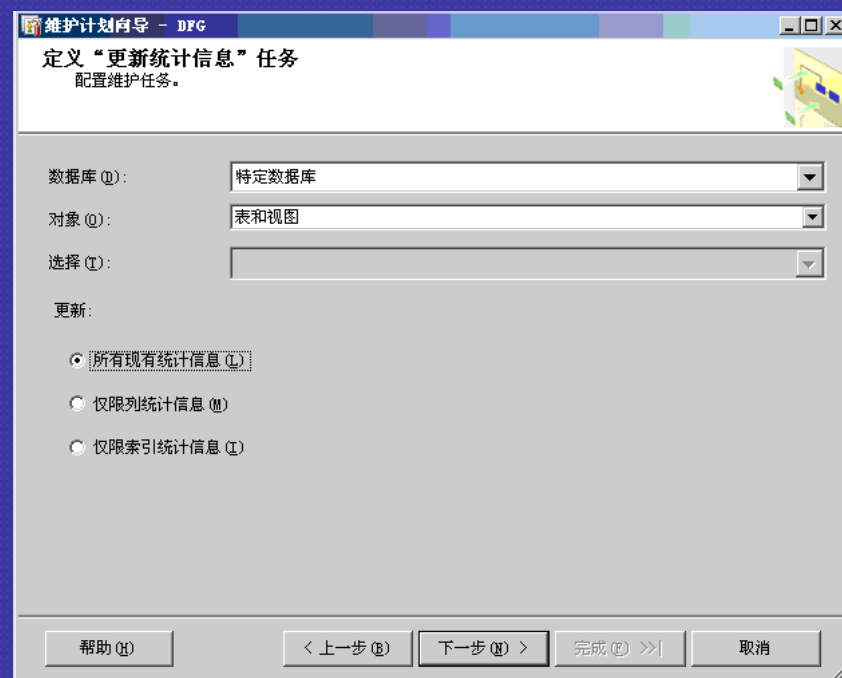 维护计划向导 - DFG
定义“更新统计信息”任务
配置维护任务。
数据库(D): 特定数据库
对象(O): 表和视图
选择(T):
更新:
所有现有统计信息(L)
仅限列统计信息(M)
仅限索引统计信息(I)
帮助(H) < 上一步(B) 下一步(N) > 完成(F) >>| 取消